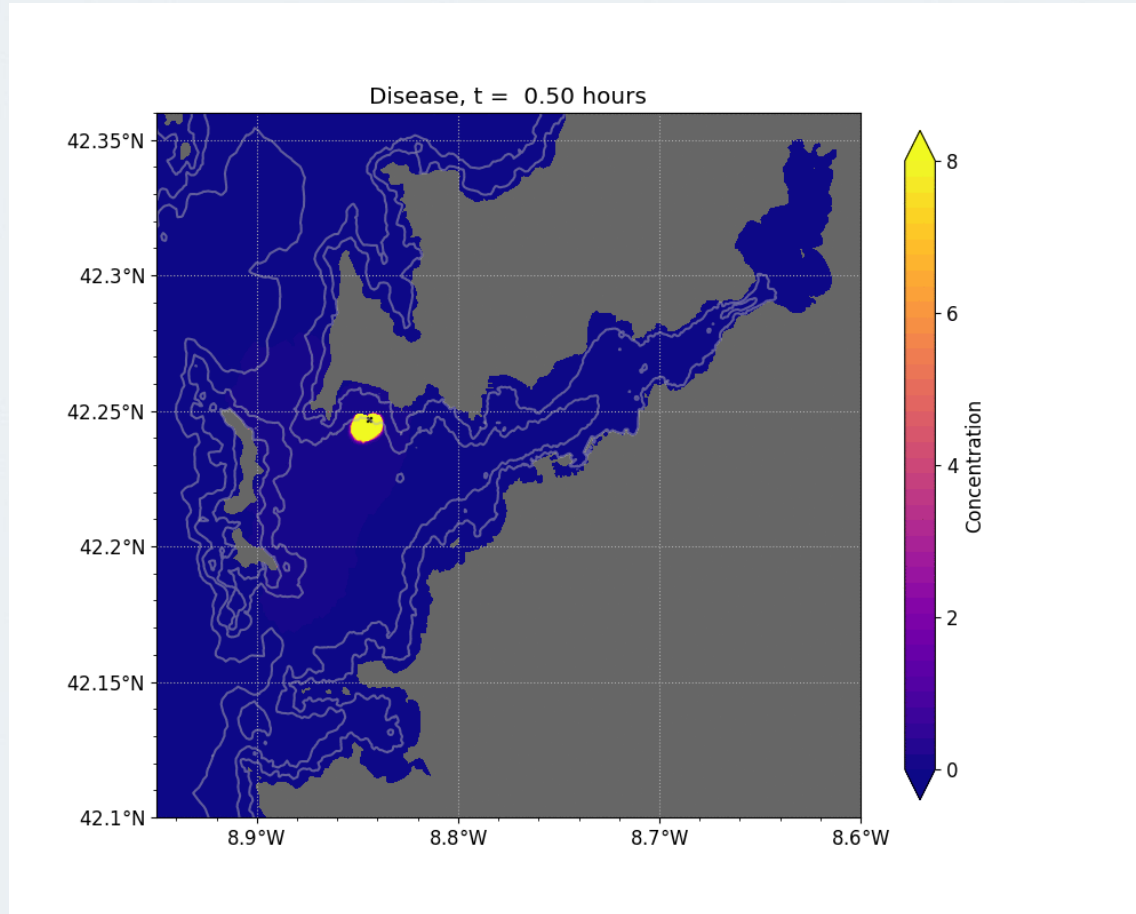 Disease, t =  0.50 hours
42.35°N
42.3°N
42.25°N
42.2°N
42.15°N
42.1°N
8.9°W
8.8°W
8.7°W
8.6°W
8
6
4
2
0
Concentration